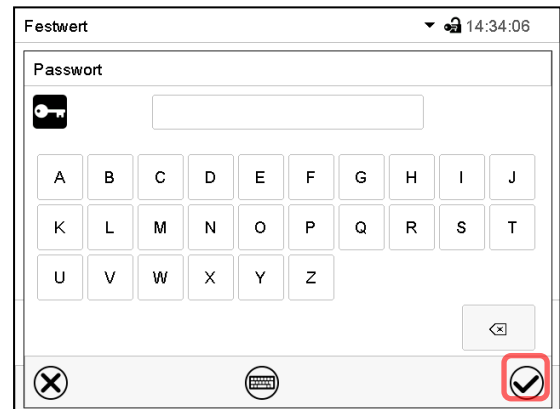 Festwert 14:34:06
Passwort
A B C D E F G H I J
K L M N O P Q R S T
U V W X Y Z